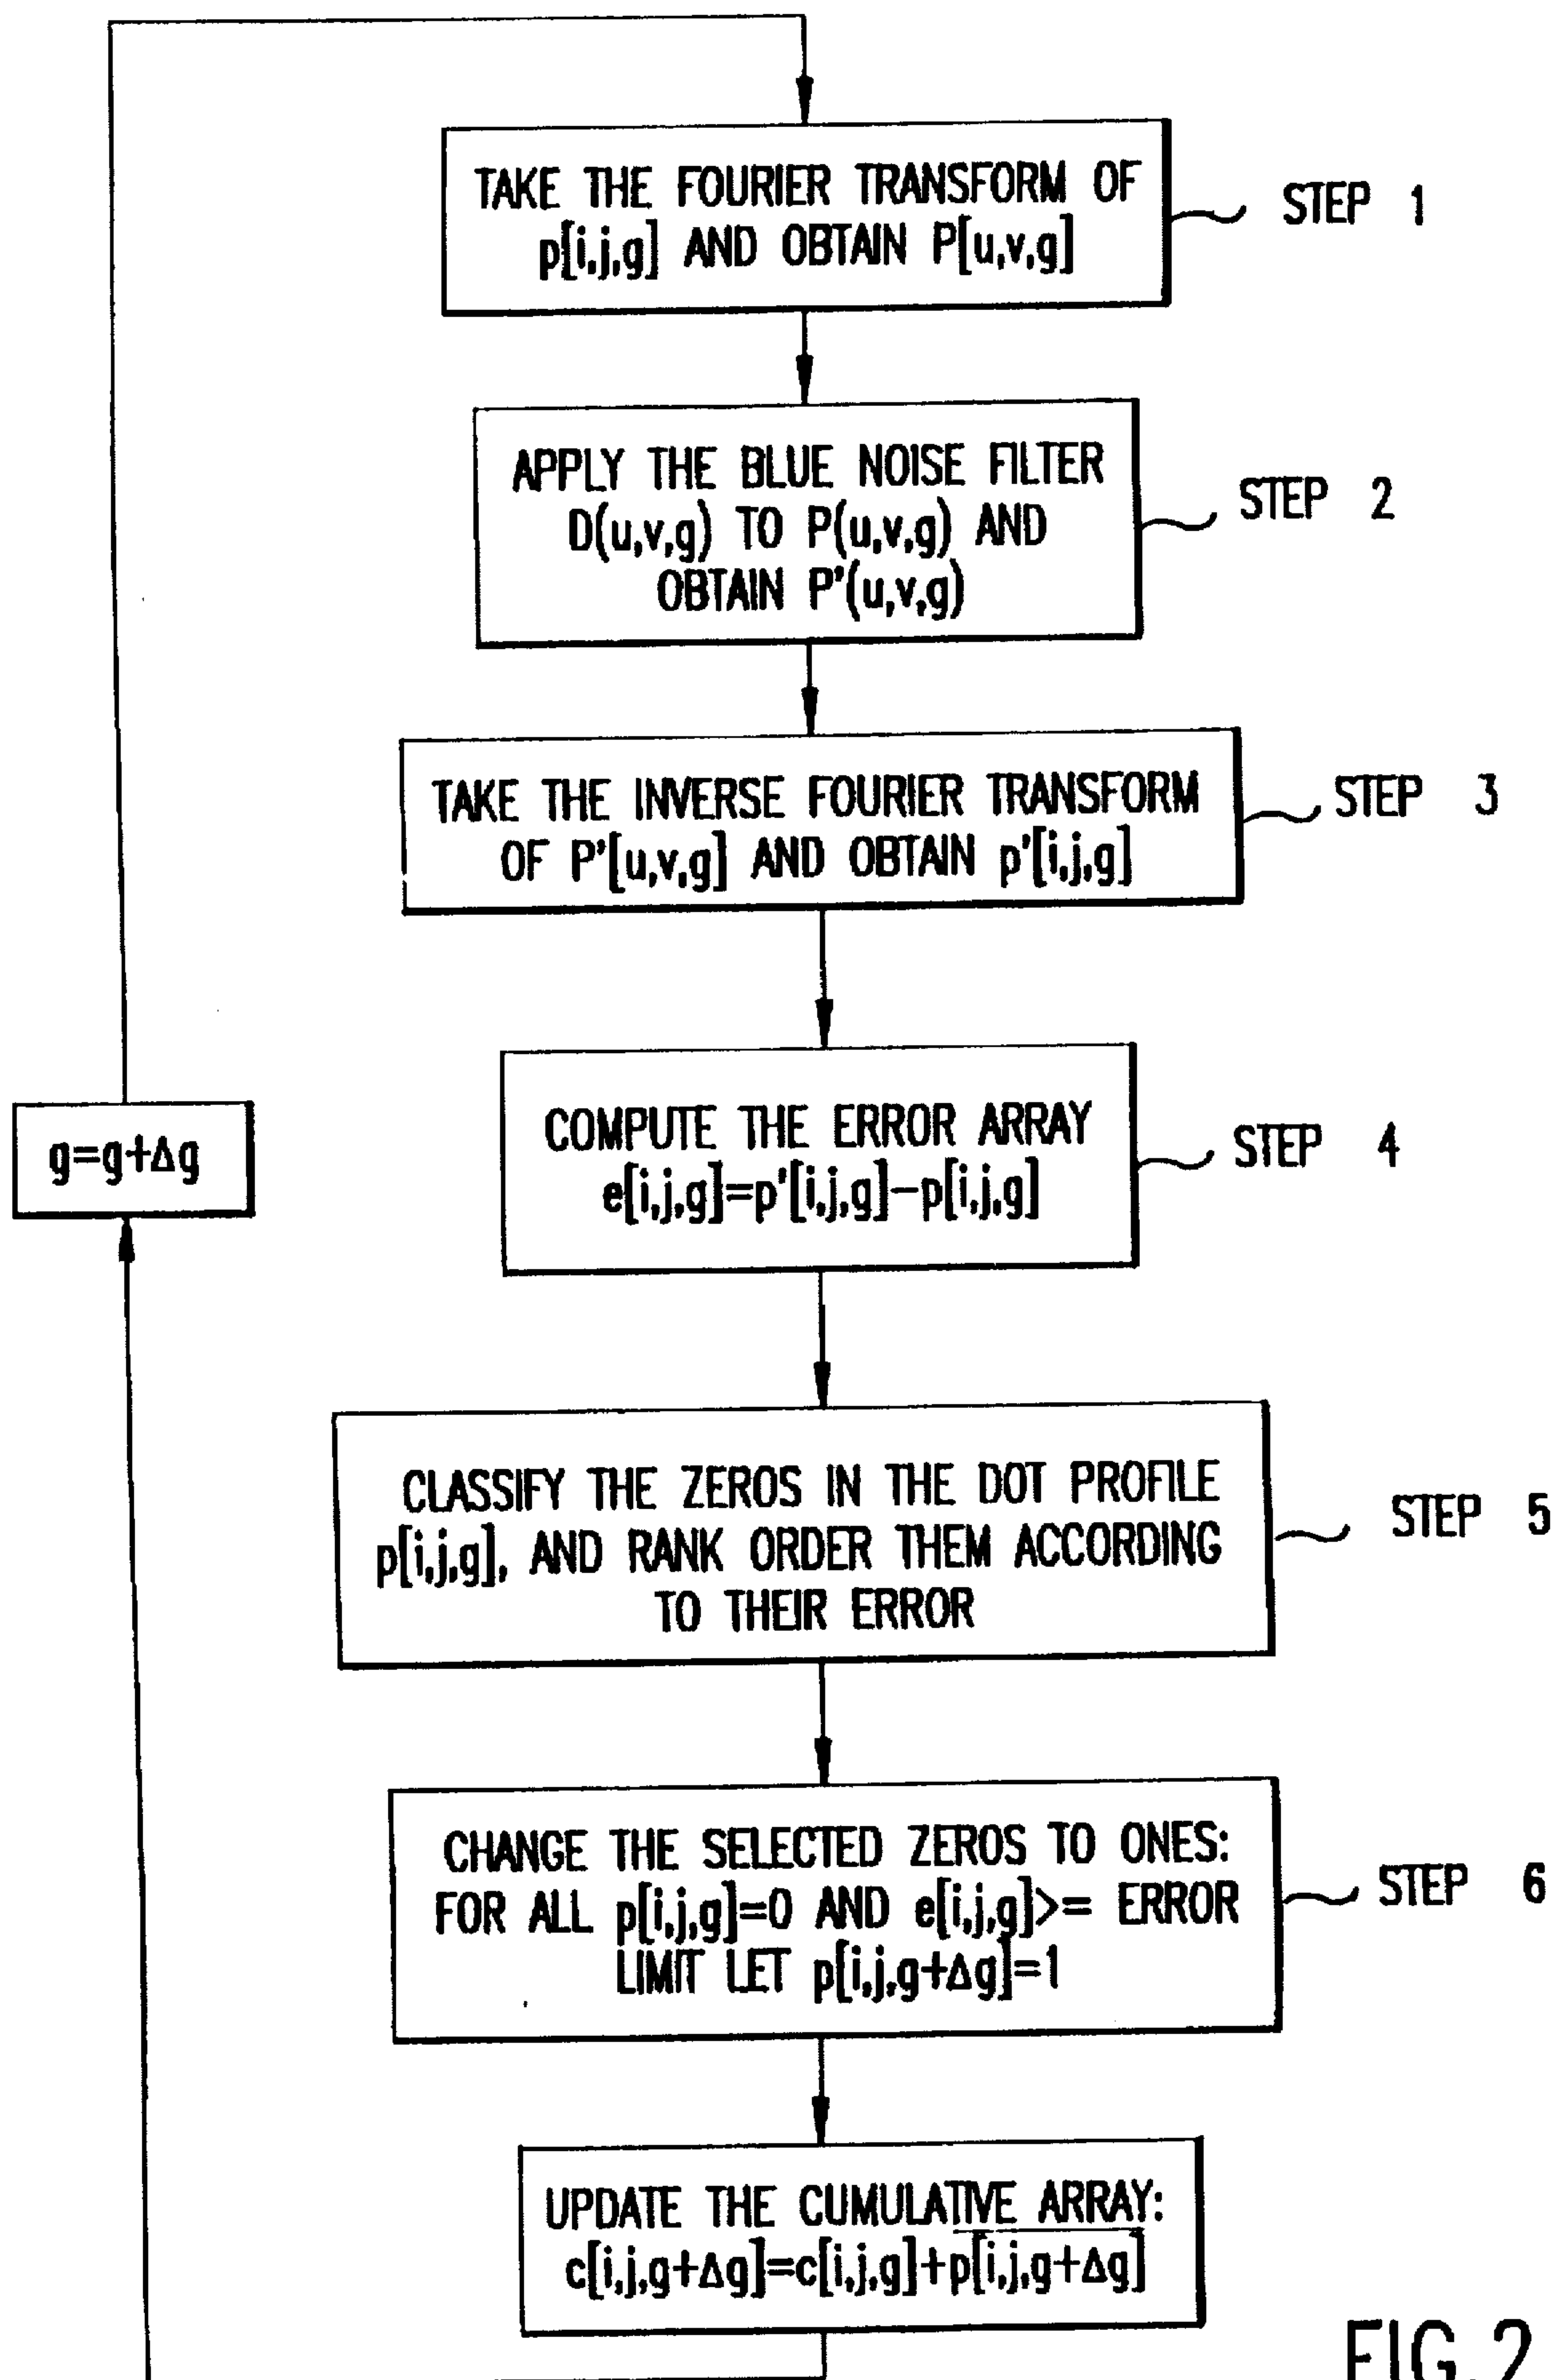 TAKE THE FOURIER TRANSFORM OF
p[i,j,g] AND OBTAIN P[u,v,g]
STEP 1
APPLY THE BLUE NOISE FILTER
D(u,v,g) TO P(u,v,g) AND
OBTAIN P'(u,v,g)
STEP 2
TAKE THE INVERSE FOURIER TRANSFORM
OF P'[u,v,g] AND OBTAIN p'[i,j,g]
STEP 3
COMPUTE THE ERROR ARRAY
e[i,j,g]=p'[i,j,g]-p[i,j,g]
STEP 4
g=g+Δg
CLASSIFY THE ZEROS IN THE DOT PROFILE
p[i,j,g], AND RANK ORDER THEM ACCORDING
TO THEIR ERROR
STEP 5
CHANGE THE SELECTED ZEROS TO ONES:
FOR ALL p[i,j,g]=0 AND e[i,j,g]>= ERROR
LIMIT LET p[i,j,g+Δg]=1
STEP 6
UPDATE THE CUMULATIVE ARRAY:
c[i,j,g+Δg]=c[i,j,g]+p̅[̅i̅,̅j̅,̅g̅+̅Δ̅g̅]̅
FIG.2